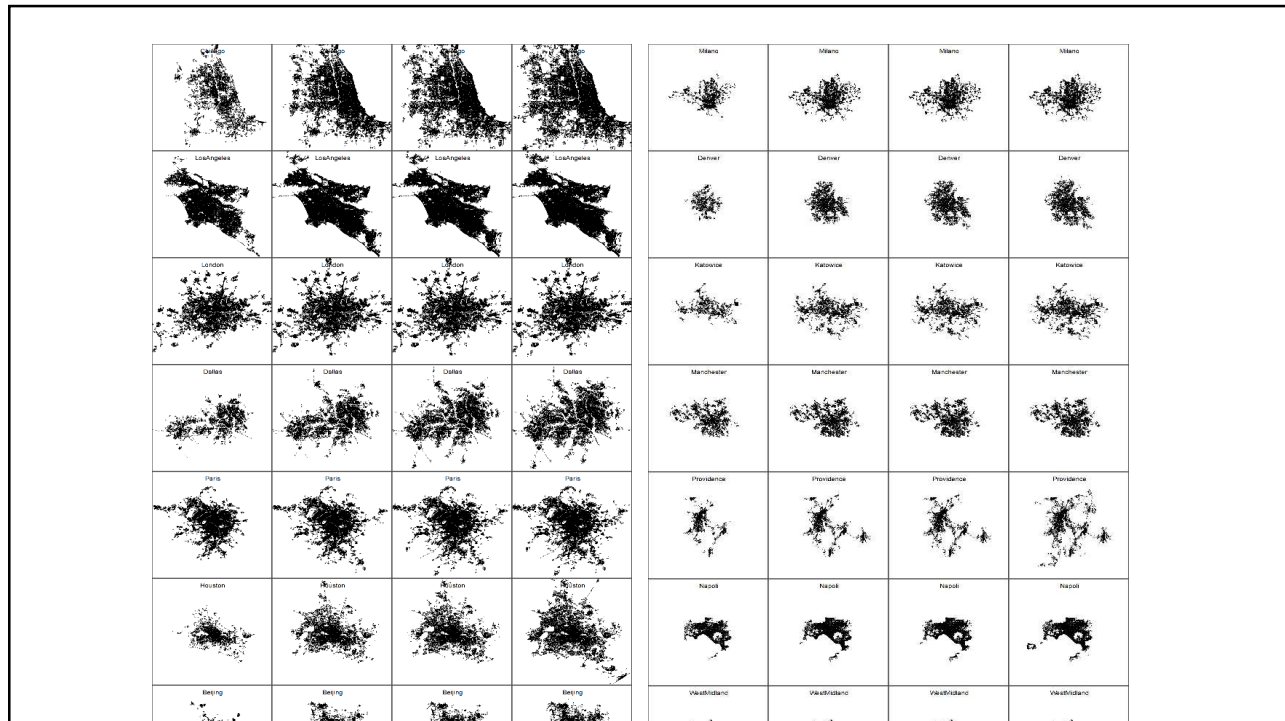 Chicago Chicago Chicago Chicago
LosAngeles LosAngeles LosAngeles LosAngeles
London London London London
Dallas Dallas Dallas Dallas
Paris Paris Paris Paris
Houston Houston Houston Houston
Beijing Beijing Beijing Beijing
Milano Milano Milano Milano
Denver Denver Denver Denver
Katowice Katowice Katowice Katowice
Manchester Manchester Manchester Manchester
Providence Providence Providence Providence
Napoli Napoli Napoli Napoli
WestMidland WestMidland WestMidland WestMidland